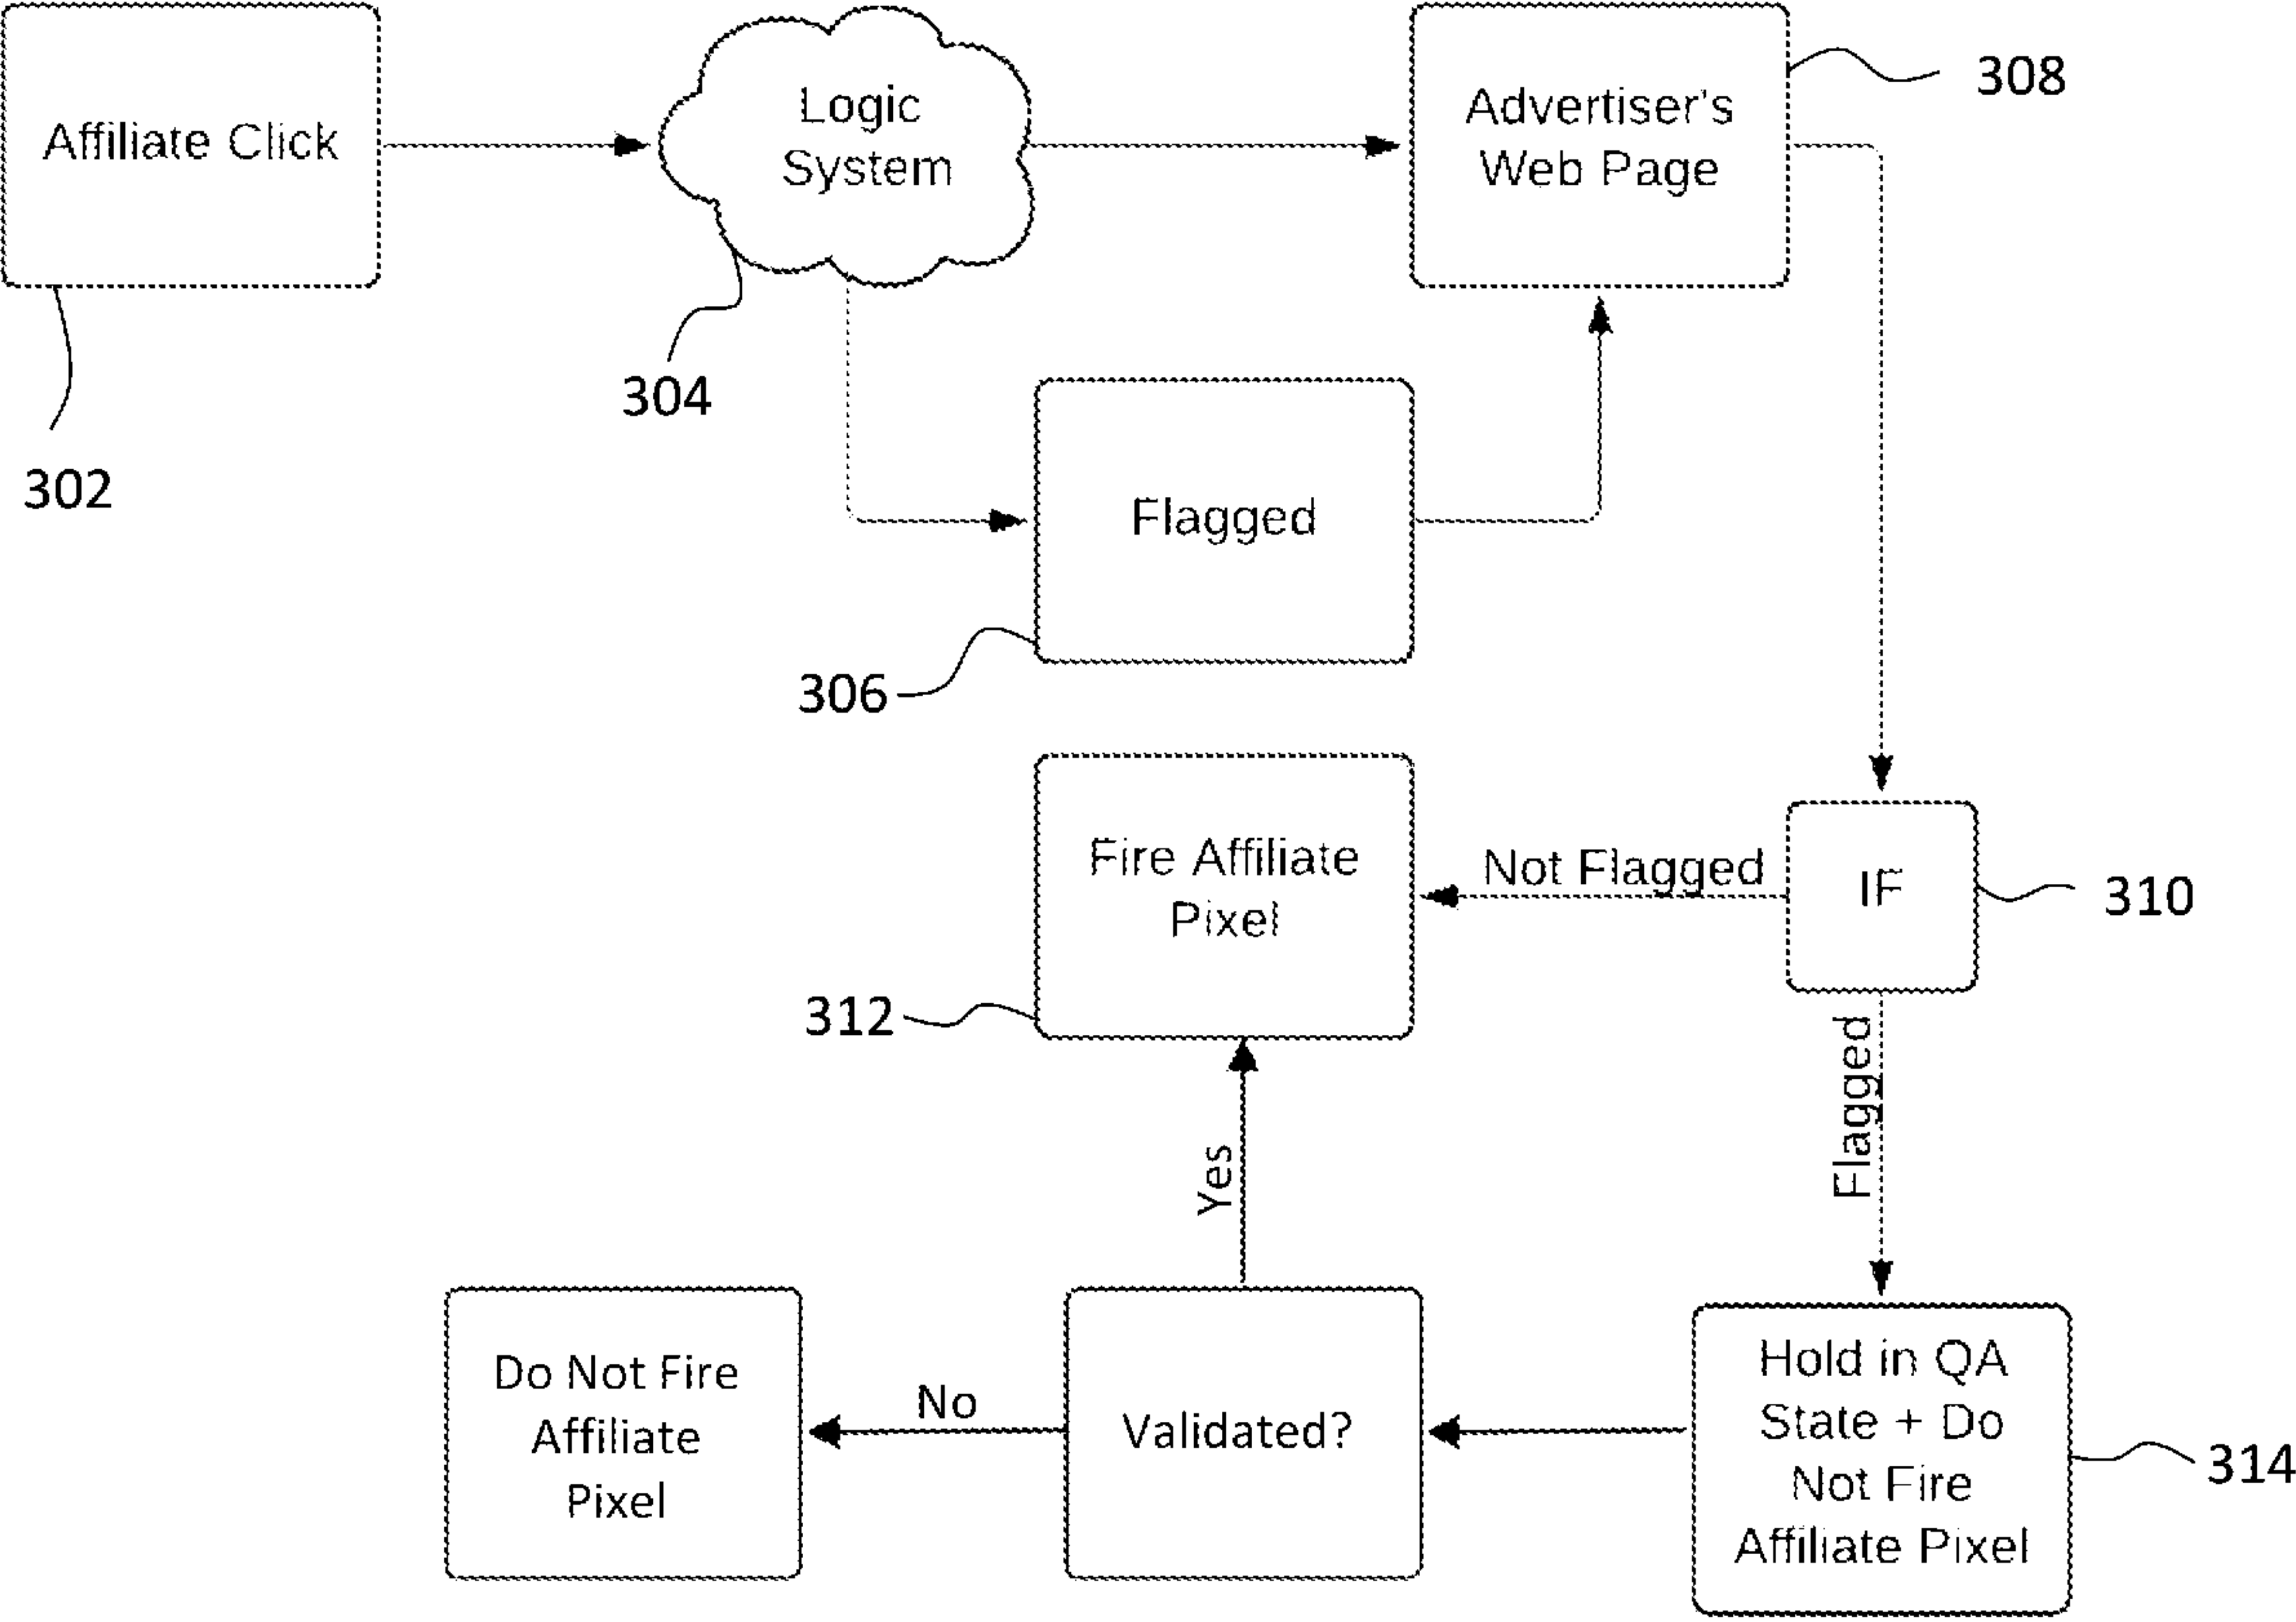 Affiliate Click
302
Logic
System
304
Advertiser's
Web Page
308
Flagged
306
IF
310
Not Flagged
Fire Affiliate
Pixel
312
Flagged
Hold in QA
State + Do
Not Fire
Affiliate Pixel
314
Validated?
Yes
No
Do Not Fire
Affiliate
Pixel